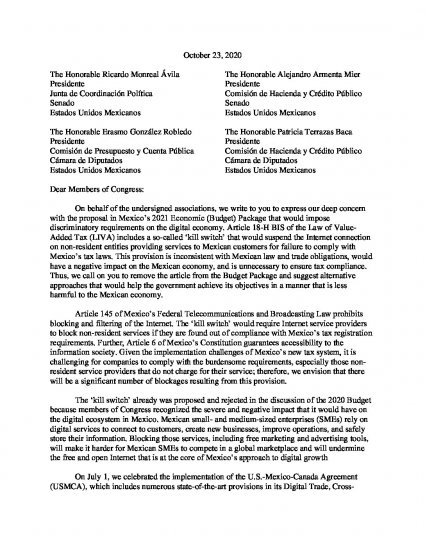 October 23, 2020
The Honorable Ricardo Monreal Ávila
Presidente
Junta de Coordinación Política
Senado
Estados Unidos Mexicanos
The Honorable Alejandro Armenta Mier
Presidente
Comisión de Hacienda y Crédito Público
Senado
Estados Unidos Mexicanos
The Honorable Erasmo González Robledo
Presidente
Comisión de Presupuesto y Cuenta Pública
Cámara de Diputados
Estados Unidos Mexicanos
The Honorable Patricia Terrazas Baca
Presidente
Comisión de Hacienda y Crédito Público
Cámara de Diputados
Estados Unidos Mexicanos
Dear Members of Congress:
On behalf of the undersigned associations, we write to you to express our deep concern
with the proposal in Mexico's 2021 Economic (Budget) Package that would impose
discriminatory requirements on the digital economy. Article 18-H BIS of the Law of Value-
Added Tax (LIVA) includes a so-called 'kill switch' that would suspend the Internet connection
on non-resident entities providing services to Mexican customers for failure to comply with
Mexico's tax laws. This provision is inconsistent with Mexican law and trade obligations, would
have a negative impact on the Mexican economy, and is unnecessary to ensure tax compliance.
Thus, we call on you to remove the article from the Budget Package and suggest alternative
approaches that would help the government achieve its objectives in a manner that is less
harmful to the Mexican economy.
Article 145 of Mexico's Federal Telecommunications and Broadcasting Law prohibits
blocking and filtering of the Internet. The 'kill switch' would require Internet service providers
to block non-resident services if they are found out of compliance with Mexico's tax registration
requirements. Further, Article 6 of Mexico's Constitution guarantees accessibility to the
information society. Given the implementation challenges of Mexico's new tax system, it is
challenging for companies to comply with the burdensome requirements, especially those non-
resident service providers that do not charge for their service; therefore, we envision that there
will be a significant number of blockages resulting from this provision.
The 'kill switch' already was proposed and rejected in the discussion of the 2020 Budget
because members of Congress recognized the severe and negative impact that it would have on
the digital ecosystem in Mexico. Mexican small- and medium-sized enterprises (SMEs) rely on
digital services to connect to customers, create new businesses, improve operations, and safely
store their information. Blocking those services, including free marketing and advertising tools,
will make it harder for Mexican SMEs to compete in a global marketplace and will undermine
the free and open Internet that is at the core of Mexico's approach to digital growth
On July 1, we celebrated the implementation of the U.S.-Mexico-Canada Agreement
(USMCA), which includes numerous state-of-the-art provisions in its Digital Trade, Cross-